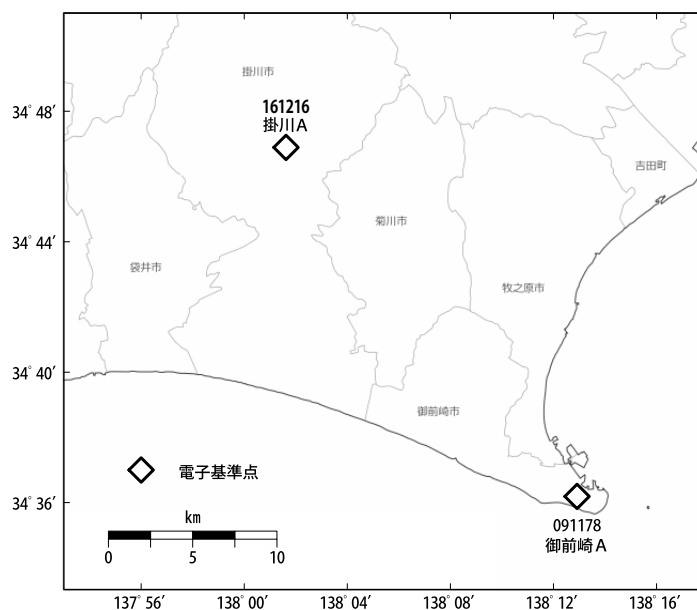 掛川市
34° 48′
161216
掛川A
吉田町
菊川市
34° 44′
袋井市
牧之原市
34° 40′
御前崎市
電子基準点
34° 36′
km
091178
0 5 10
御前崎A
137° 56′ 138° 00′ 138° 04′ 138° 08′ 138° 12′ 138° 16′